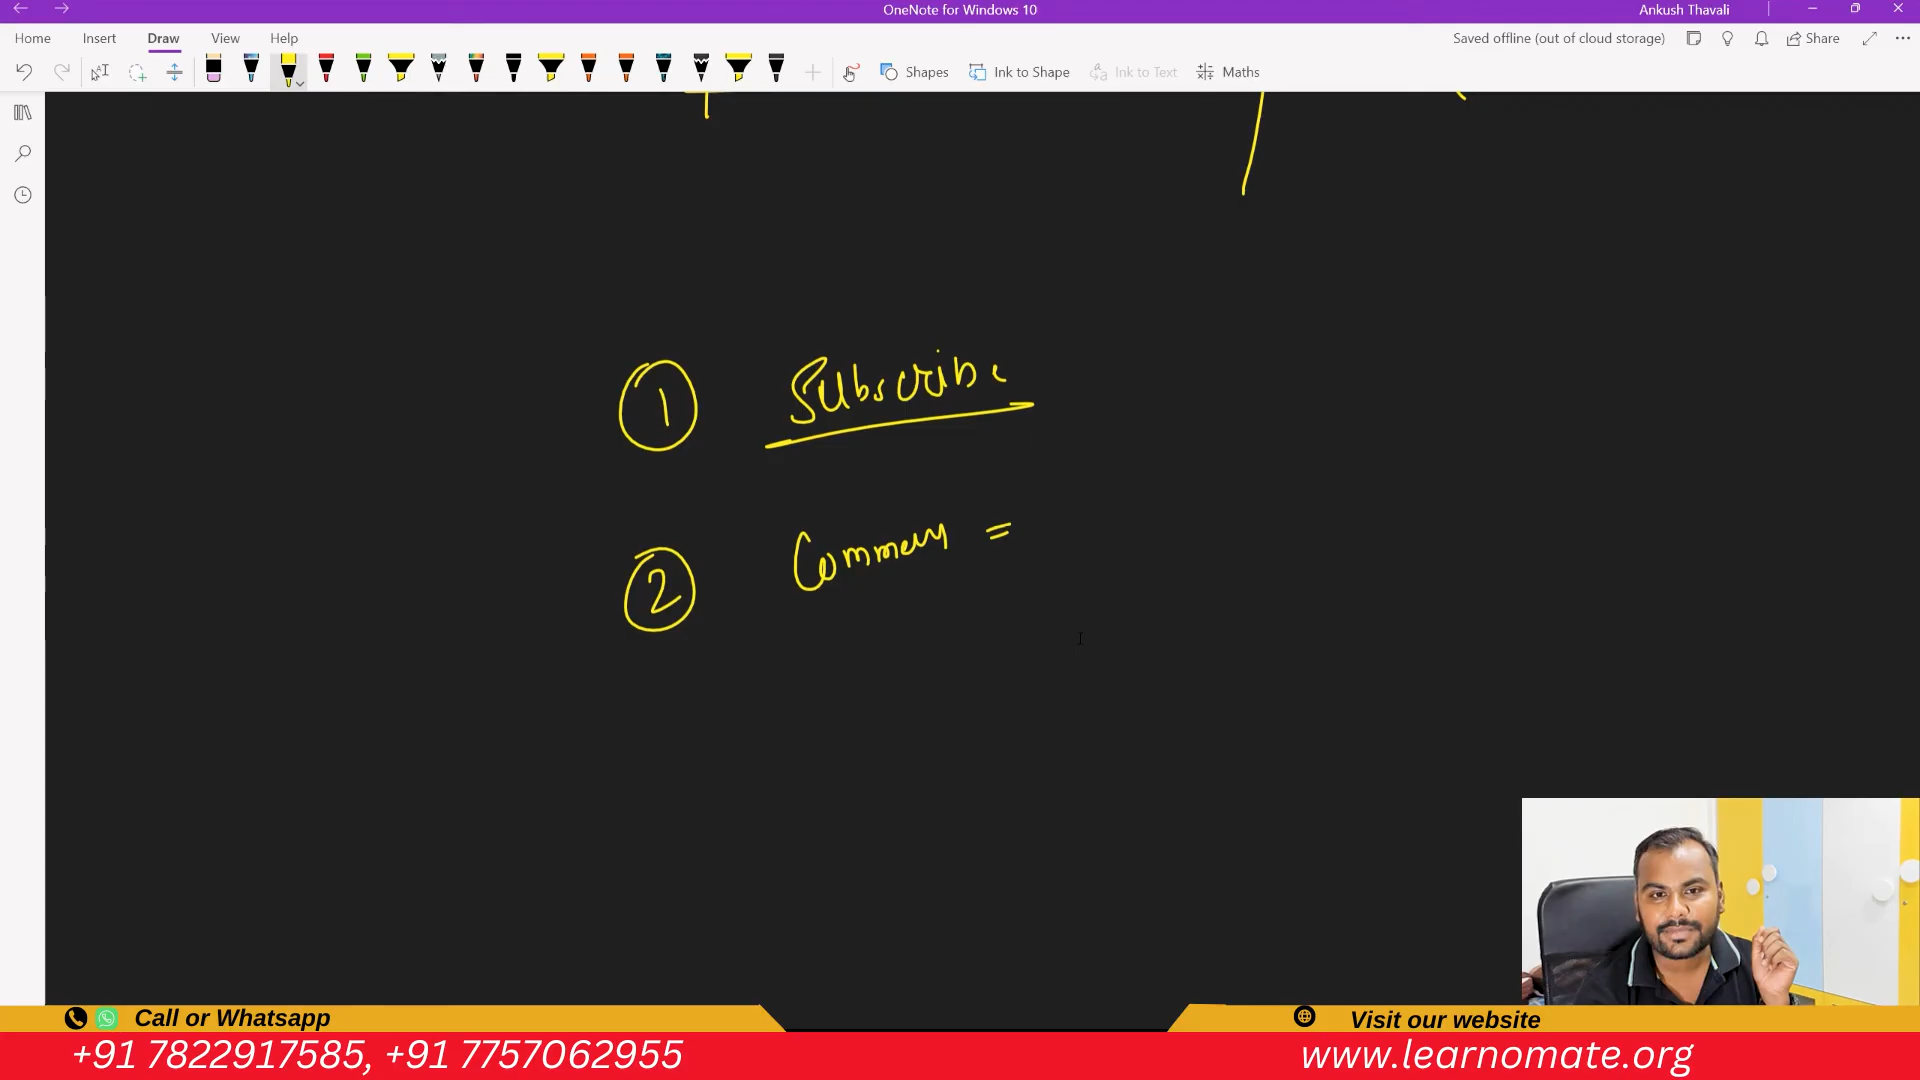 OneNote for Windows 10
Ankush Thavali
Home Insert Draw View Help
Saved offline (out of cloud storage) Share
Shapes Ink to Shape Ink to Text Maths
1 Subscribe
2 =
Call or Whatsapp
+91 7822917585, +91 7757062955
Visit our website
www.learnomate.org